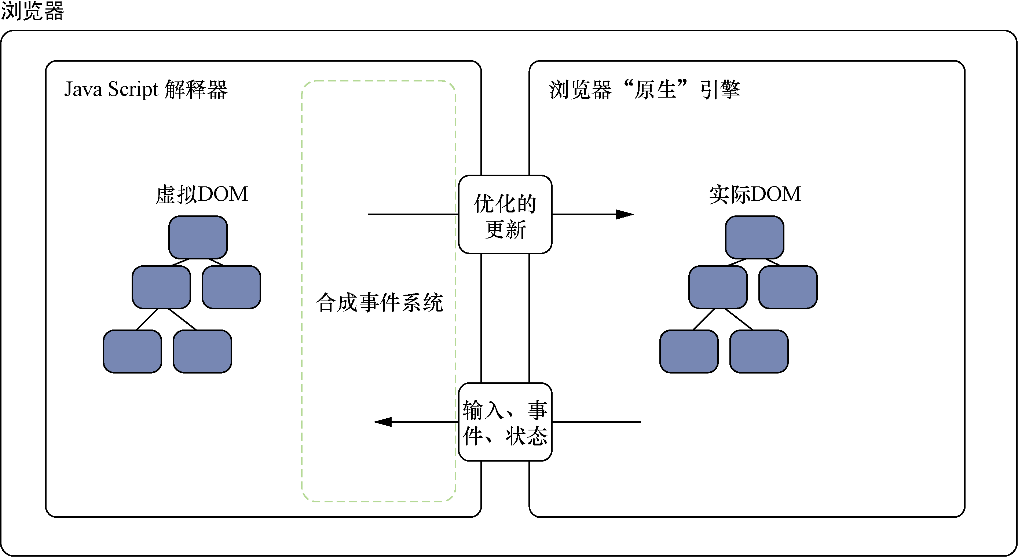 浏览器
Java Script 解释器
浏览器“原生”引擎
虚拟DOM
优化的
更新
实际DOM
合成事件系统
输入、事
件、状态